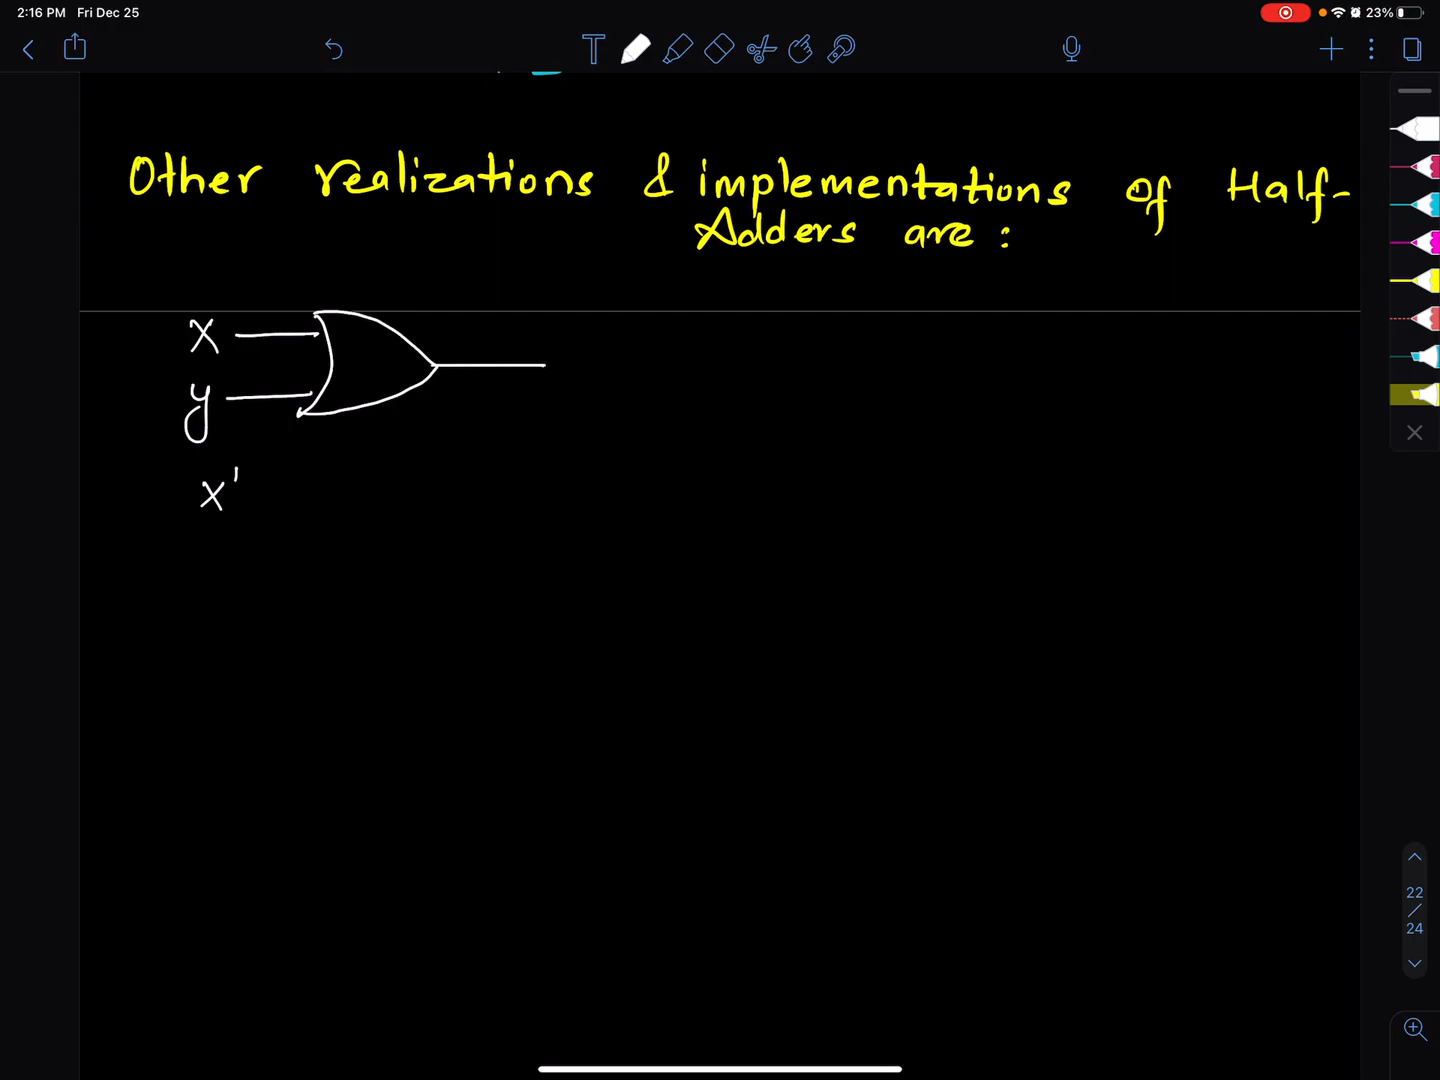 2:16 PM Fri Dec 25
23%
Other realizations & implementations of Half-
Adders are :
x
y
x'
22
/
24